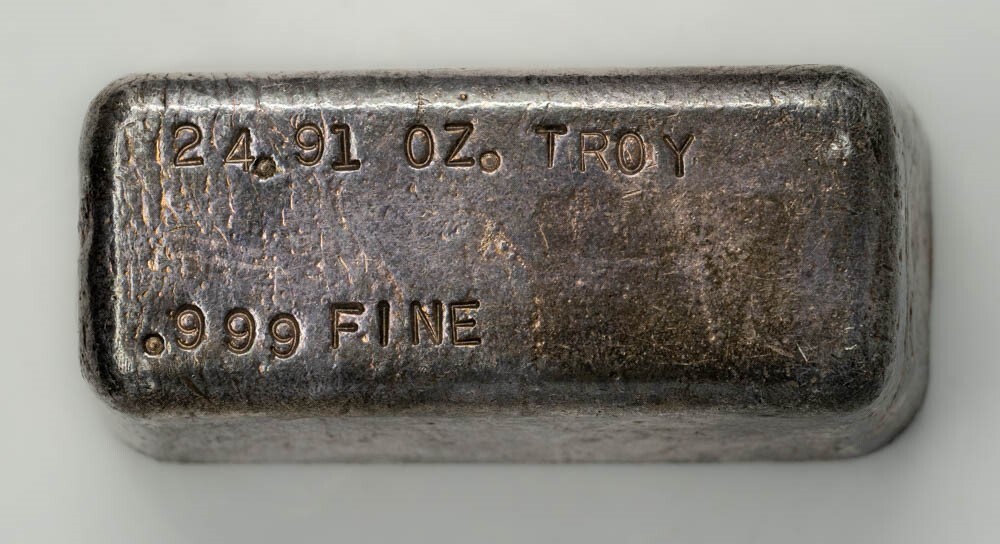 24.91 OZ. TROY
.999 FINE